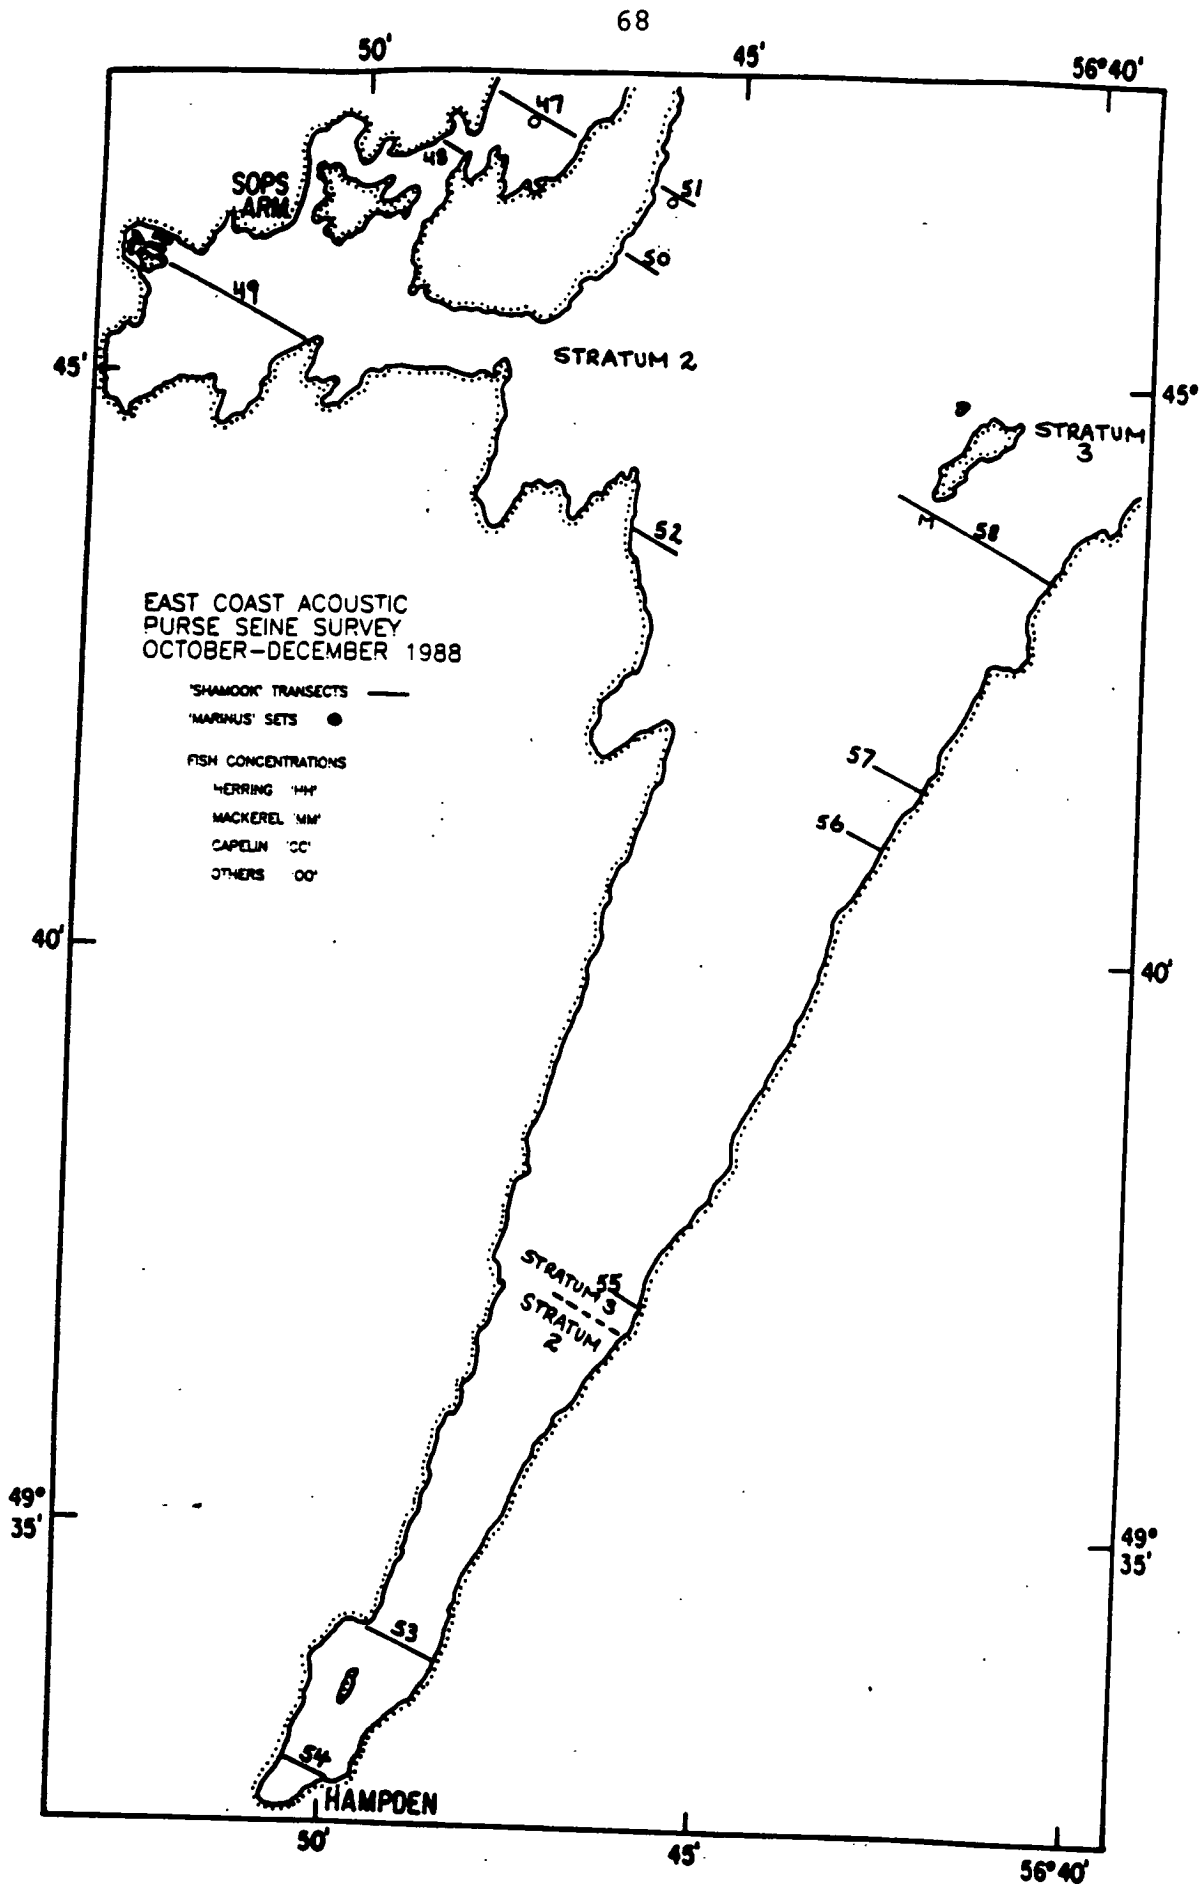 68
50'
45'
56°40'
47
48
SOPS
ARM
51
50
49
45'
STRATUM 2
45°
STRATUM
3
M
58
52
EAST COAST ACOUSTIC
PURSE SEINE SURVEY
OCTOBER-DECEMBER 1988
'SHAMOOK' TRANSECTS
'MARINUS' SETS
FISH CONCENTRATIONS
HERRING 'HH'
MACKEREL 'MM'
CAPELIN 'CC'
OTHERS 'OO'
57
56
40'
40'
STRATUM 3
55
STRATUM
2
49°
35'
49°
35'
53
54
HAMPDEN
50'
45'
56°40'